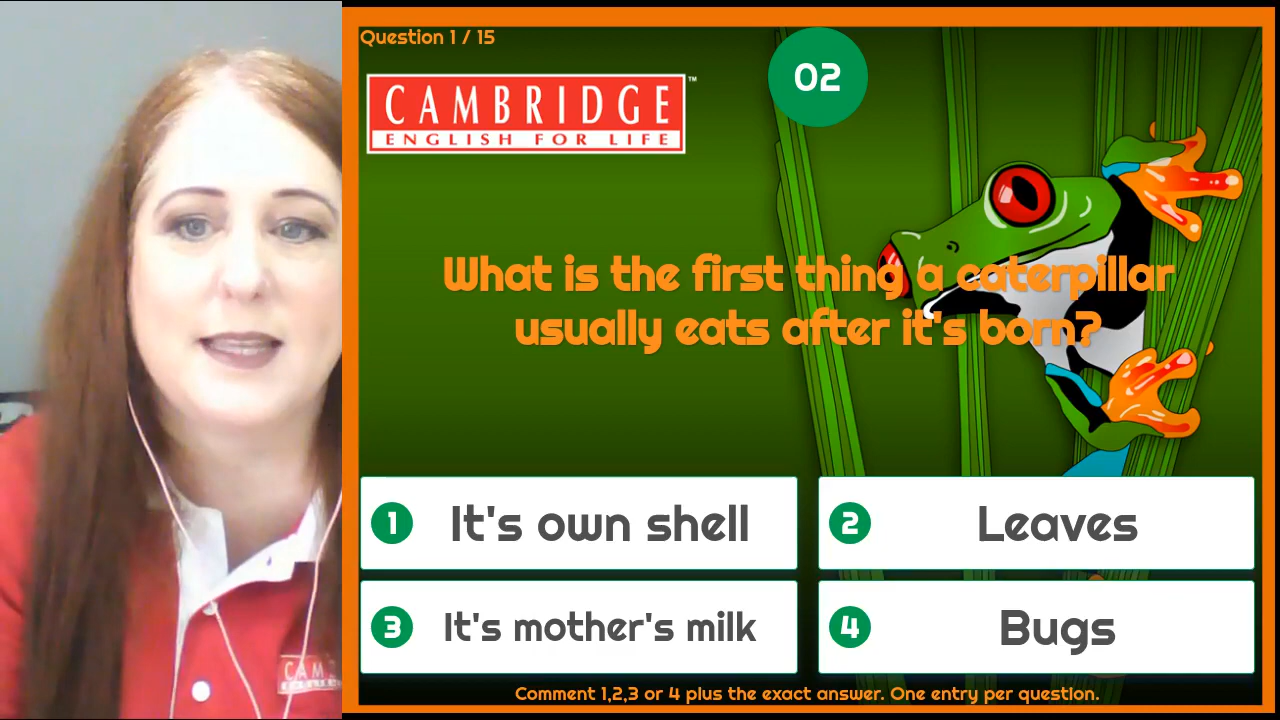 Question 1 / 15
02
CAMBRIDGE™
ENGLISH FOR LIFE
What is the first thing a caterpillar
usually eats after it's born?
1 It's own shell
2 Leaves
3 It's mother's milk
4 Bugs
Comment 1,2,3 or 4 plus the exact answer. One entry per question.
CAM